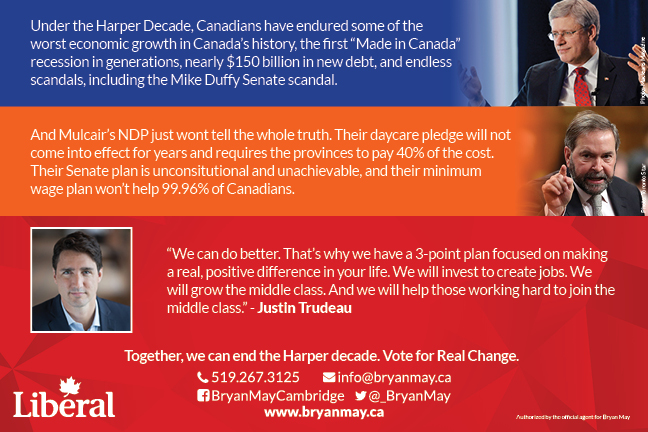 Under the Harper Decade, Canadians have endured some of the
worst economic growth in Canada's history, the first “Made in Canada”
recession in generations, nearly $150 billion in new debt, and endless
scandals, including the Mike Duffy Senate scandal.
And Mulcair's NDP just wont tell the whole truth. Their daycare pledge will not
come into effect for years and requires the provinces to pay 40% of the cost.
Their Senate plan is unconsitutional and unachievable, and their minimum
wage plan won't help 99.96% of Canadians.
“We can do better. That's why we have a 3-point plan focused on making
a real, positive difference in your life. We will invest to create jobs. We
will grow the middle class. And we will help those working hard to join the
middle class.” - Justin Trudeau
Together, we can end the Harper decade. Vote for Real Change.
519.267.3125 info@bryanmay.ca
BryanMayCambridge @_BryanMay
www.bryanmay.ca
Liberal
Authorized by the official agent for Bryan May